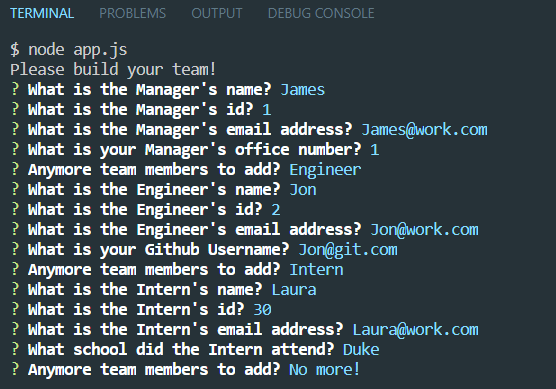 TERMINAL PROBLEMS OUTPUT DEBUG CONSOLE
$ node app.js
Please build your team!
? What is the Manager's name? James
? What is the Manager's id? 1
? What is the Manager's email address? James@work.com
? What is your Manager's office number? 1
? Anymore team members to add? Engineer
? What is the Engineer's name? Jon
? What is the Engineer's id? 2
? What is the Engineer's email address? Jon@work.com
? What is your Github Username? Jon@git.com
? Anymore team members to add? Intern
? What is the Intern's name? Laura
? What is the Intern's id? 30
? What is the Intern's email address? Laura@work.com
? What school did the Intern attend? Duke
? Anymore team members to add? No more!